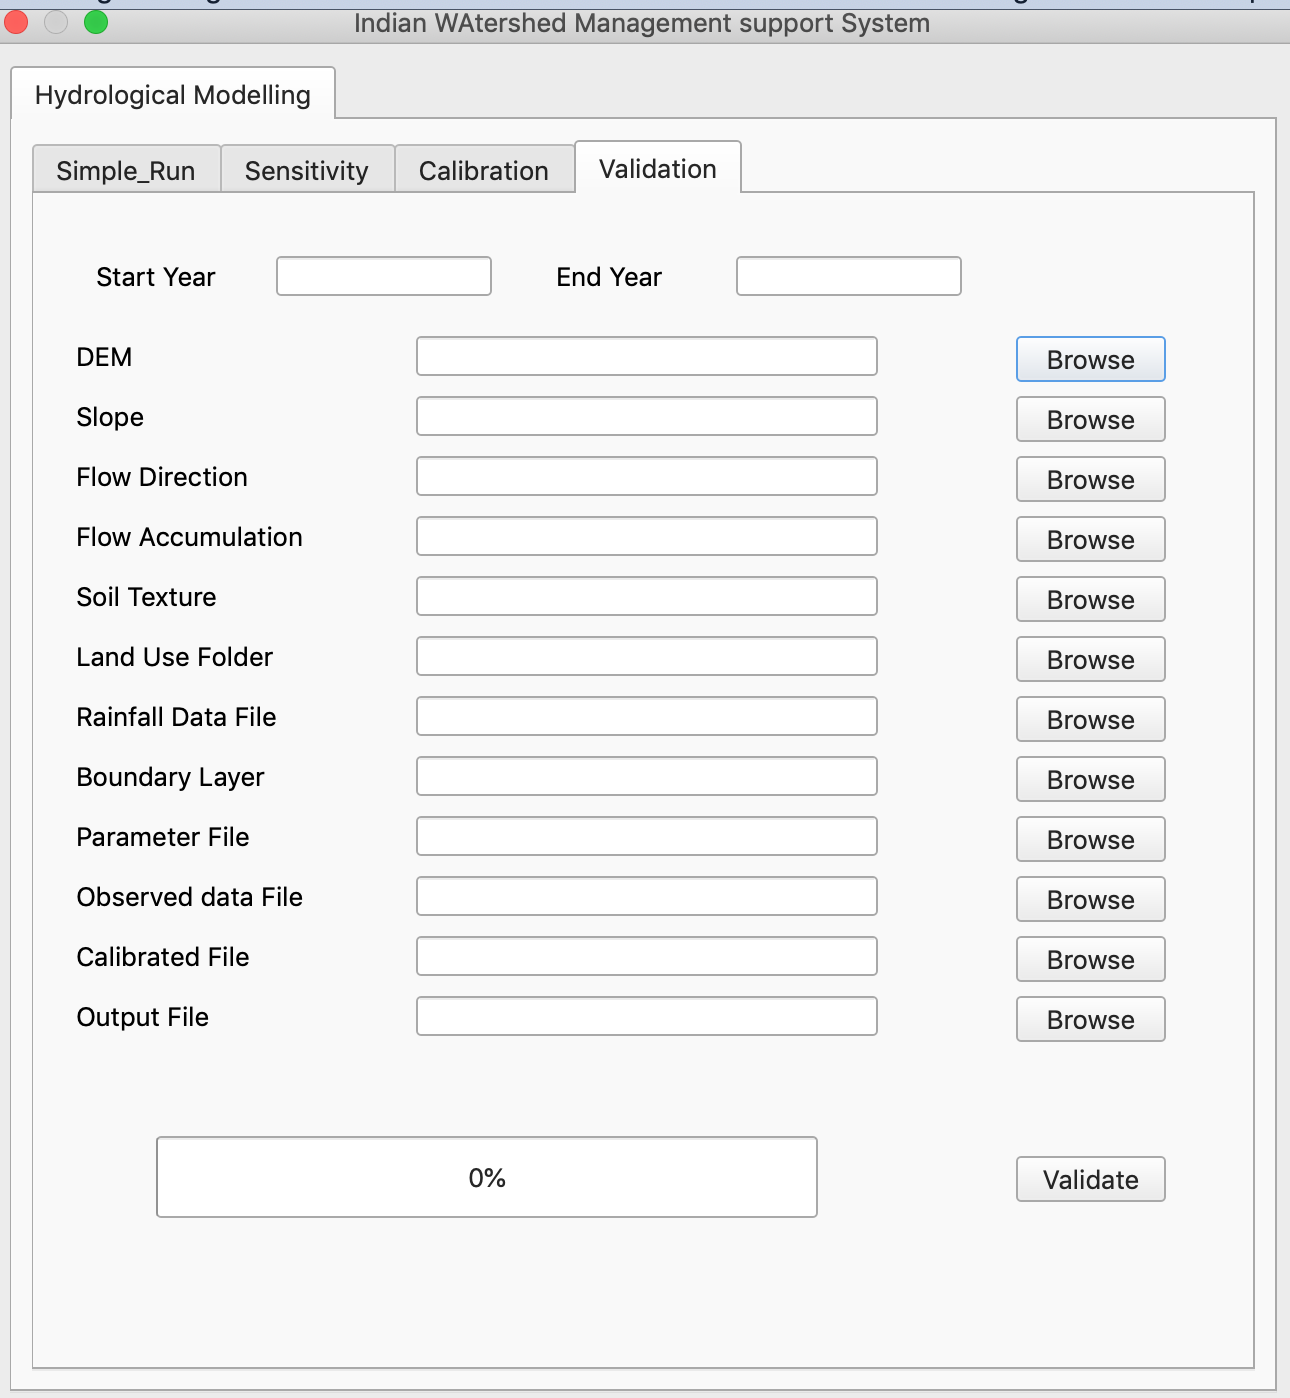 Indian WAtershed Management support System
Hydrological Modelling
Simple_Run Sensitivity Calibration Validation
Start Year End Year
DEM Browse
Slope Browse
Flow Direction Browse
Flow Accumulation Browse
Soil Texture Browse
Land Use Folder Browse
Rainfall Data File Browse
Boundary Layer Browse
Parameter File Browse
Observed data File Browse
Calibrated File Browse
Output File Browse
0% Validate